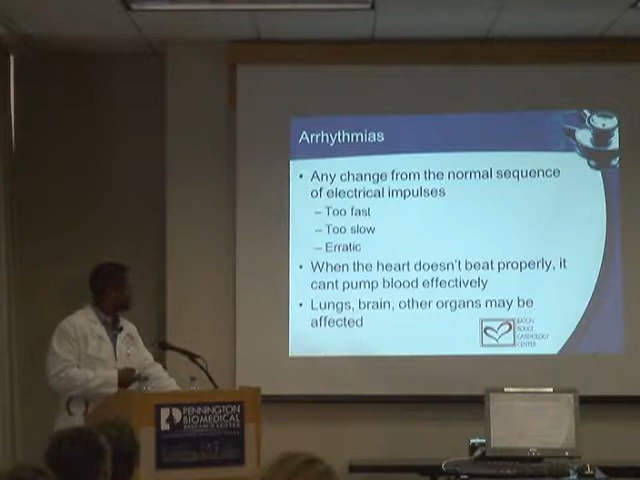 Arrhythmias
• Any change from the normal sequence
of electrical impulses
– Too fast
– Too slow
– Erratic
• When the heart doesn't beat properly, it
cant pump blood effectively
• Lungs, brain, other organs may be
affected
BATON
ROUGE
CARDIOLOGY
CENTER
PENNINGTON
BIOMEDICAL
RESEARCH CENTER